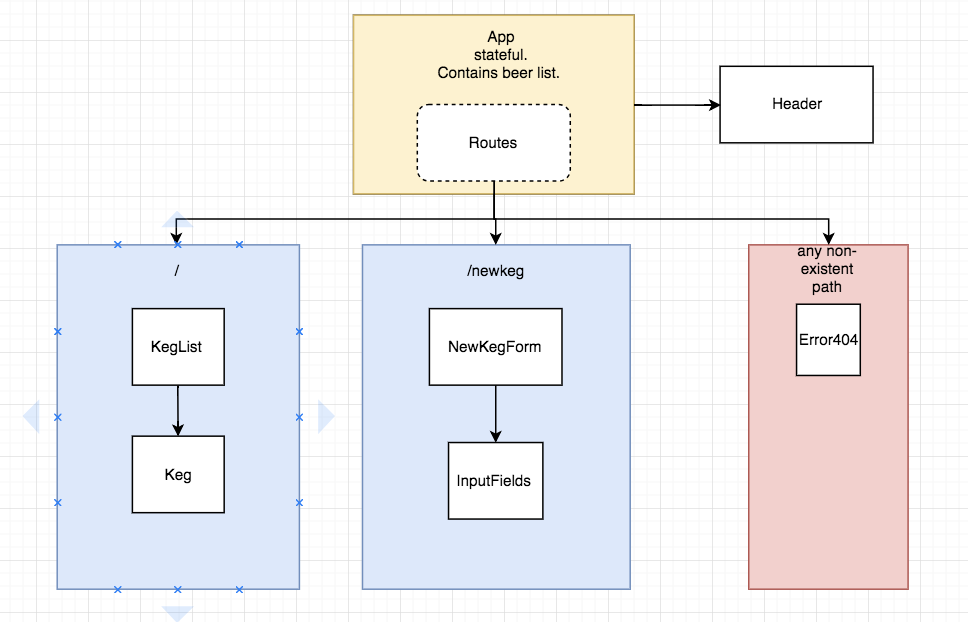 App
stateful.
Contains beer list.
Header
Routes
/
/newkeg
any non-
existent
path
KegList
NewKegForm
Error404
Keg
InputFields